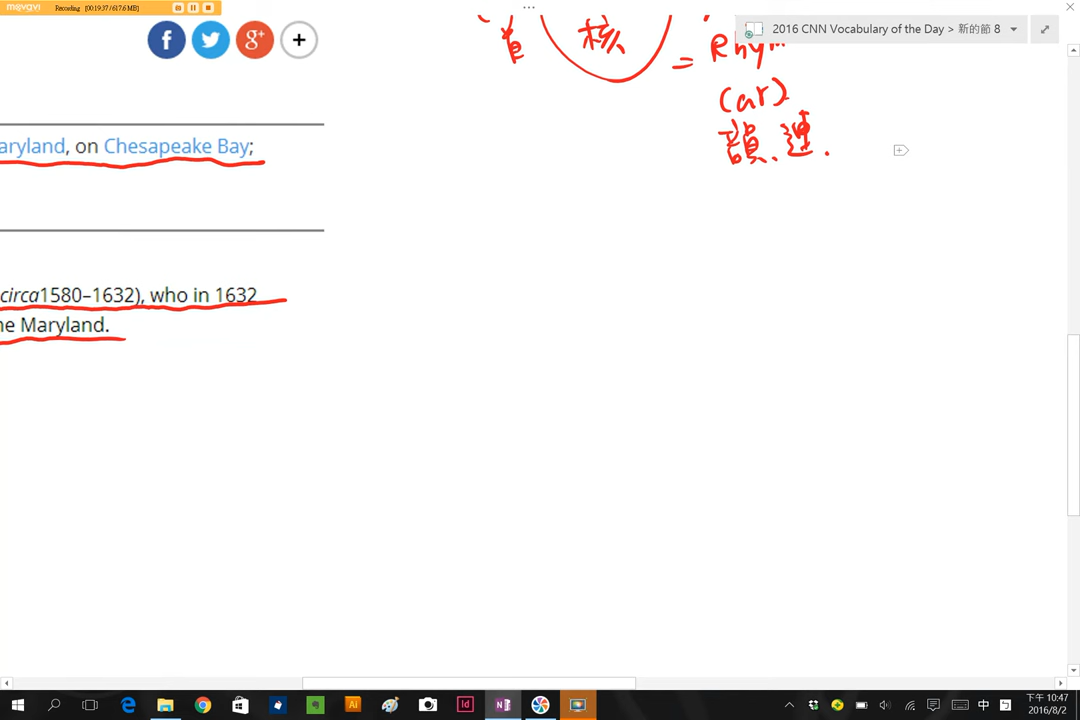 movavi Recording [00:19:37 / 617.6 MB]
2016 CNN Vocabulary of the Day > 新的節 8
核
= Rhym
(ar)
韻.連.
aryland, on Chesapeake Bay;
circa1580–1632), who in 1632
ne Maryland.
中
下午 10:47
2016/8/2